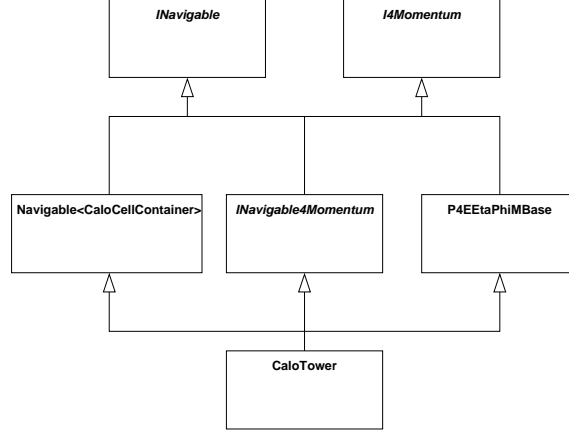 INavigable
I4Momentum
Navigable<CaloCellContainer>
INavigable4Momentum
P4EEtaPhiMBase
CaloTower